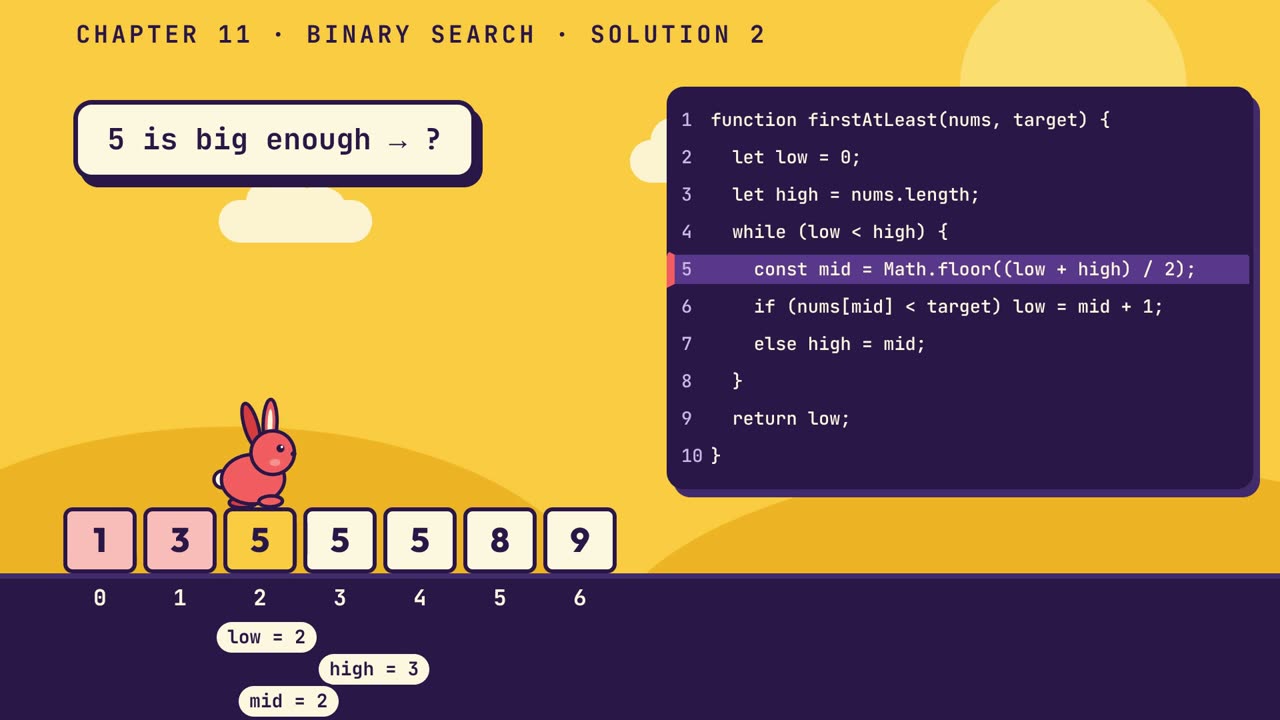 CHAPTER 11 · BINARY SEARCH · SOLUTION 2
5 is big enough → ?
1 function firstAtLeast(nums, target) {
2   let low = 0;
3   let high = nums.length;
4   while (low < high) {
5     const mid = Math.floor((low + high) / 2);
6     if (nums[mid] < target) low = mid + 1;
7     else high = mid;
8   }
9   return low;
10 }
1 3 5 5 5 8 9
0 1 2 3 4 5 6
low = 2
high = 3
mid = 2